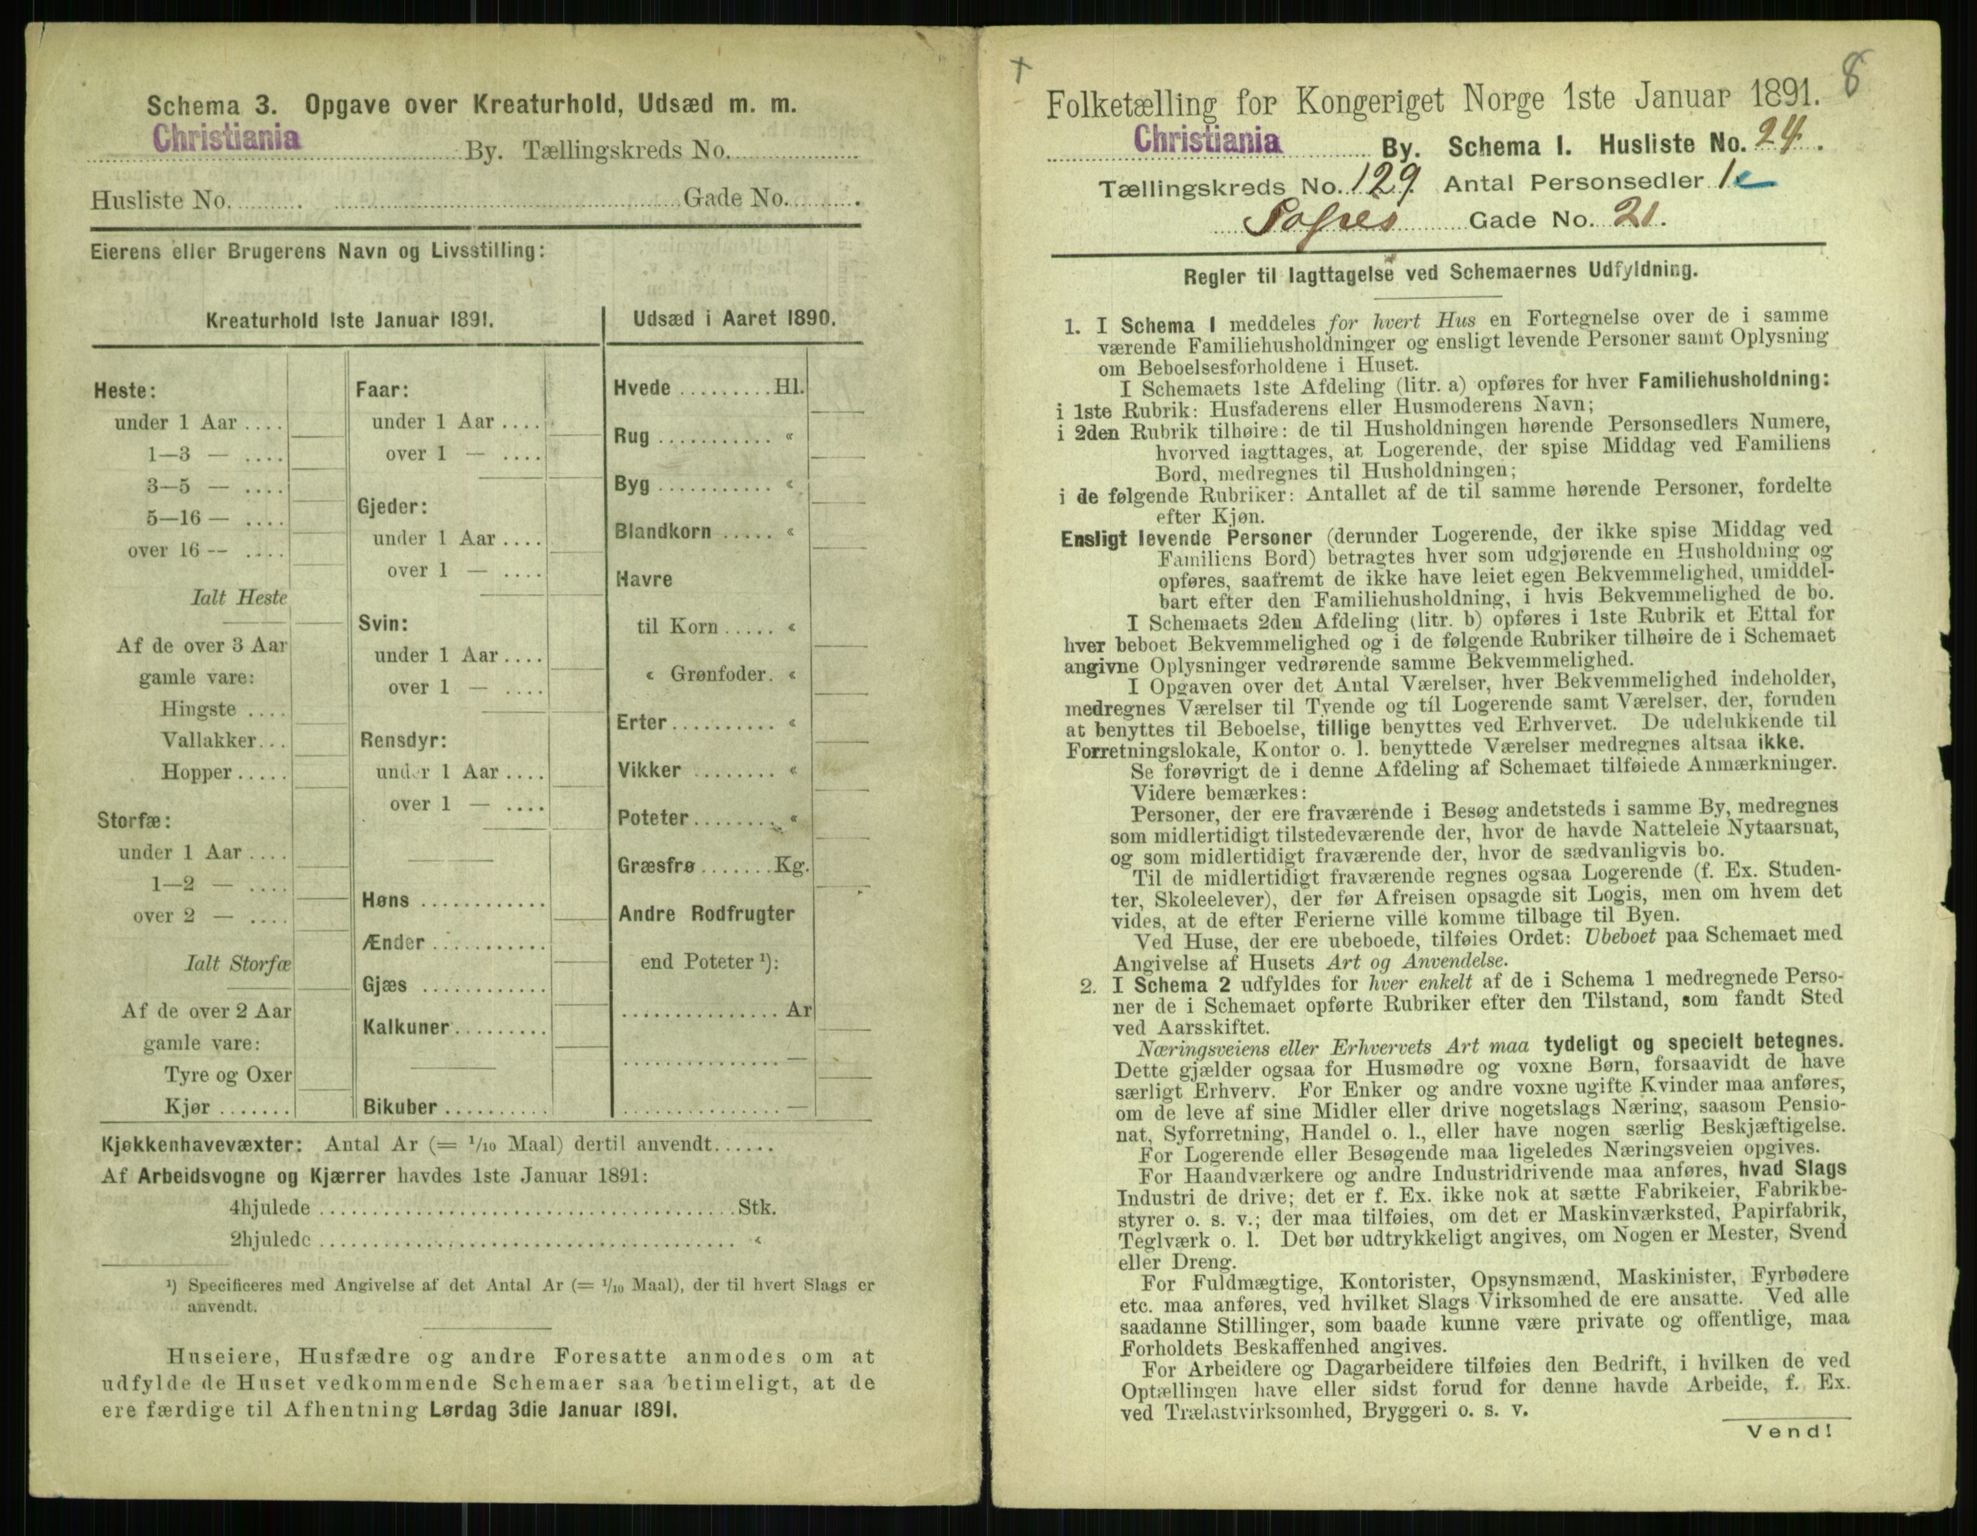 Schema 3. Opgave over Kreaturhold, Udsæd m. m.
Christiania By. Tællingskreds No.
Husliste No. Gade No.
Eierens eller Brugerens Navn og Livsstilling:
Kreaturhold 1ste Januar 1891.
Heste:
under 1 Aar ....
1—3 — ....
3—5 — ....
5—16 — ....
over 16 — ....
Ialt Heste
Af de over 3 Aar
gamle vare:
Hingste ....
Vallakker...
Hopper .....
Storfæ:
under 1 Aar ....
1—2 — ....
over 2 — ....
Ialt Storfæ
Af de over 2 Aar
gamle vare:
Tyre og Oxer
Kjør .......
Faar:
under 1 Aar ....
over 1 — ....
Gjeder:
under 1 Aar ....
over 1 — ....
Svin:
under 1 Aar ....
over 1 — ....
Rensdyr:
under 1 Aar ....
over 1 — ....
Høns ............
Ænder ...........
Gjæs ............
Kalkuner.........
Bikuber ..........
Udsæd i Aaret 1890.
Hvede .........Hl.
Rug ........... «
Byg ........... «
Blandkorn ..... «
Havre
til Korn ..... «
« Grønfoder. «
Erter.......... «
Vikker ........ «
Poteter........ «
Græsfrø .......Kg.
Andre Rodfrugter
end Poteter ¹):
............... Ar
............... —
............... —
Kjøkkenhavevæxter: Antal Ar (= 1/10 Maal) dertil anvendt......
Af Arbeidsvogne og Kjærrer havdes 1ste Januar 1891:
4hjulede ....................................Stk.
2hjulede .................................... «
¹) Specificeres med Angivelse af det Antal Ar (= 1/10 Maal), der til hvert Slags er
anvendt.
Huseiere, Husfædre og andre Foresatte anmodes om at
udfylde de Huset vedkommende Schemaer saa betimeligt, at de
ere færdige til Afhentning Lørdag 3die Januar 1891.
8
Folketælling for Kongeriget Norge 1ste Januar 1891.
Christiania By. Schema 1. Husliste No. 24.
Tællingskreds No. 129. Antal Personsedler
Gade No. 21.
Regler til Iagttagelse ved Schemaernes Udfyldning.
1. I Schema 1 meddeles for hvert Hus en Fortegnelse over de i samme
værende Familiehusholdninger og ensligt levende Personer samt Oplysning
om Beboelsesforholdene i Huset.
I Schemaets 1ste Afdeling (litr. a) opføres for hver Familiehusholdning:
i 1ste Rubrik: Husfaderens eller Husmoderens Navn;
i 2den Rubrik tilhøire: de til Husholdningen hørende Personsedlers Numere,
hvorved iagttages, at Logerende, der spise Middag ved Familiens
Bord, medregnes til Husholdningen;
i de følgende Rubriker: Antallet af de til samme hørende Personer, fordelte
efter Kjøn.
Ensligt levende Personer (derunder Logerende, der ikke spise Middag ved
Familiens Bord) betragtes hver som udgjørende en Husholdning og
opføres, saafremt de ikke have leiet egen Bekvemmelighed, umiddel-
bart efter den Familiehusholdning, i hvis Bekvemmelighed de bo.
I Schemaets 2den Afdeling (litr. b) opføres i 1ste Rubrik et Ettal for
hver beboet Bekvemmelighed og i de følgende Rubriker tilhøire de i Schemaet
angivne Oplysninger vedrørende samme Bekvemmelighed.
I Opgaven over det Antal Værelser, hver Bekvemmelighed indeholder,
medregnes Værelser til Tyende og til Logerende samt Værelser, der, foruden
at benyttes til Beboelse, tillige benyttes ved Erhvervet. De udelukkende til
Forretningslokale, Kontor o. l. benyttede Værelser medregnes altsaa ikke.
Se forøvrigt de i denne Afdeling af Schemaet tilføiede Anmærkninger.
Videre bemærkes:
Personer, der ere fraværende i Besøg andetsteds i samme By, medregnes
som midlertidigt tilstedeværende der, hvor de havde Natteleie Nytaarsnat,
og som midlertidigt fraværende der, hvor de sædvanligvis bo.
Til de midlertidigt fraværende regnes ogsaa Logerende (f. Ex. Studen-
ter, Skoleelever), der før Afreisen opsagde sit Logis, men om hvem det
vides, at de efter Ferierne ville komme tilbage til Byen.
Ved Huse, der ere ubeboede, tilføies Ordet: Ubeboet paa Schemaet med
Angivelse af Husets Art og Anvendelse.
2. I Schema 2 udfyldes for hver enkelt af de i Schema 1 medregnede Perso-
ner de i Schemaet opførte Rubriker efter den Tilstand, som fandt Sted
ved Aarsskiftet.
Næringsveiens eller Erhvervets Art maa tydeligt og specielt betegnes.
Dette gjælder ogsaa for Husmødre og voxne Børn, forsaavidt de have
særligt Erhverv. For Enker og andre voxne ugifte Kvinder maa anføres,
om de leve af sine Midler eller drive nogetslags Næring, saasom Pensio-
nat, Syforretning, Handel o. l., eller have nogen særlig Beskjæftigelse.
For Logerende eller Besøgende maa ligeledes Næringsveien opgives.
For Haandværkere og andre Industridrivende maa anføres, hvad Slags
Industri de drive; det er f. Ex. ikke nok at sætte Fabrikeier, Fabrikbe-
styrer o. s. v.; der maa tilføies, om det er Maskinværksted, Papirfabrik,
Teglværk o. l. Det bør udtrykkeligt angives, om Nogen er Mester, Svend
eller Dreng.
For Fuldmægtige, Kontorister, Opsynsmænd, Maskinister, Fyrbødere
etc. maa anføres, ved hvilket Slags Virksomhed de ere ansatte. Ved alle
saadanne Stillinger, som baade kunne være private og offentlige, maa
Forholdets Beskaffenhed angives.
For Arbeidere og Dagarbeidere tilføies den Bedrift, i hvilken de ved
Optællingen have eller sidst forud for denne havde Arbeide, f. Ex.
ved Trælastvirksomhed, Bryggeri o. s. v.
Vend!